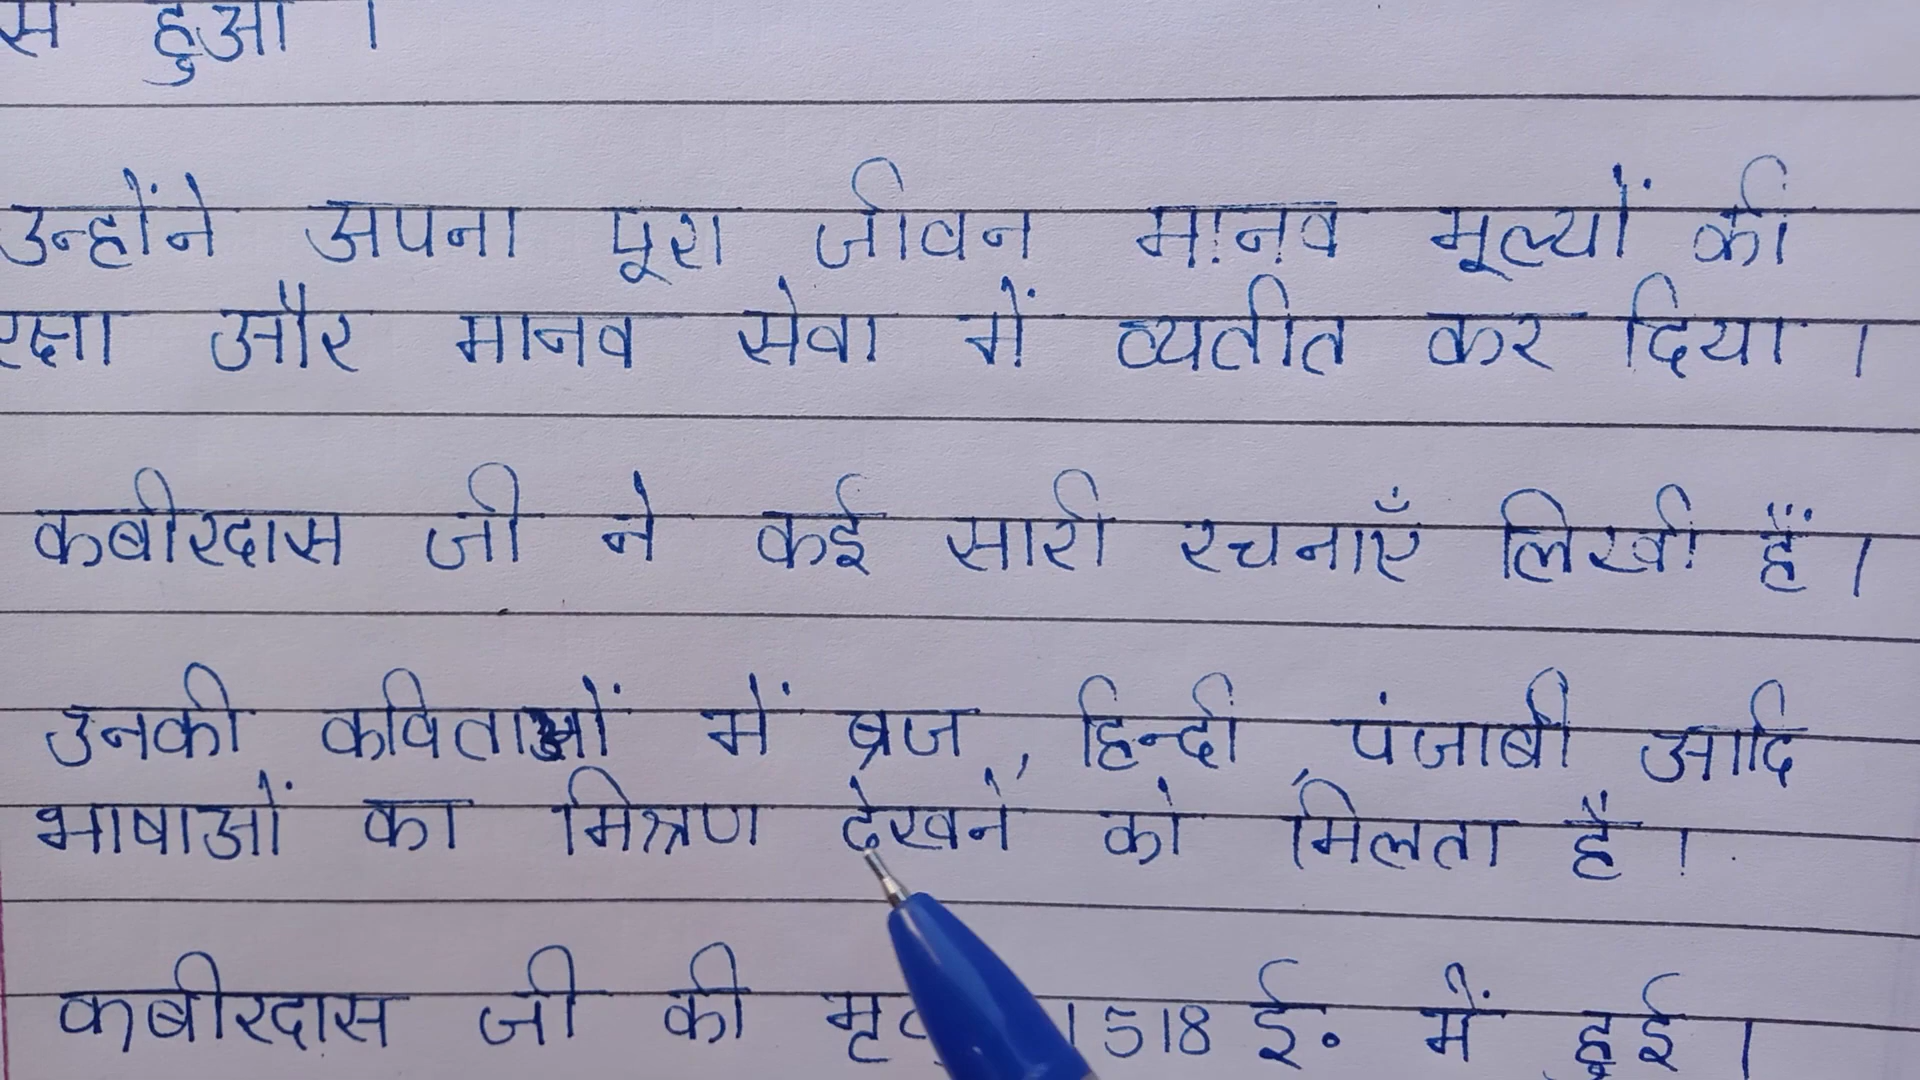 से हुआ ।
उन्होंने अपना पूरा जीवन मानव मूल्यों की
रक्षा और मानव सेवा में व्यतीत कर दिया ।
कबीरदास जी ने कई सारी रचनाएँ लिखी हैं ।
उनकी कविताओं में ब्रज , हिन्दी , पंजाबी आदि
भाषाओं का मिश्रण देखने को मिलता है ।
कबीरदास जी की 1518 ई॰ में हुई ।